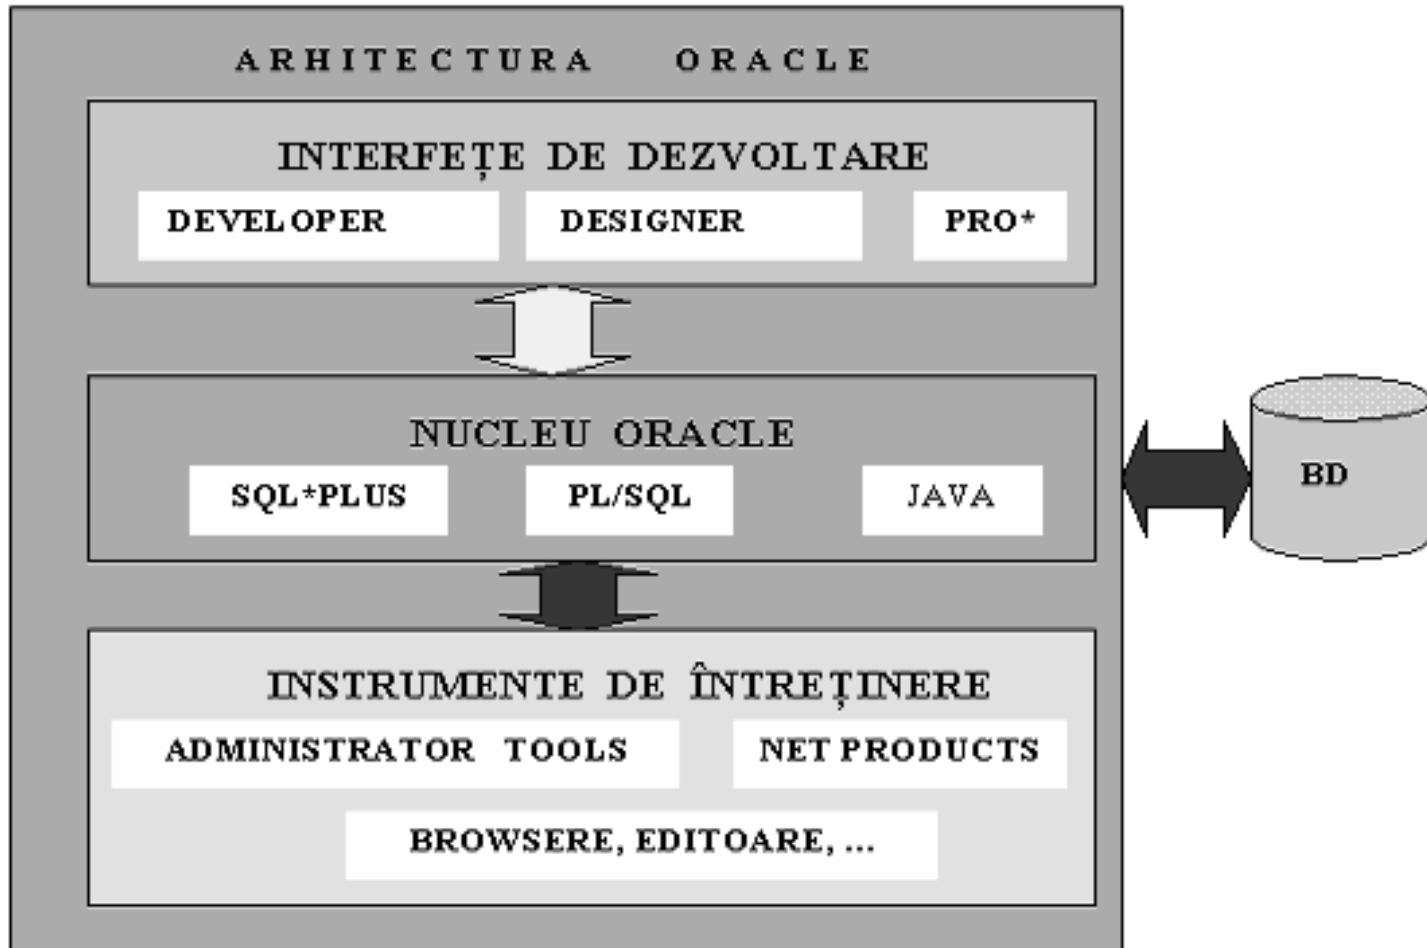 ARHITECTURA ORACLE
INTERFEȚE DE DEZVOLTARE
DEVELOPER DESIGNER PRO*
NUCLEU ORACLE
SQL*PLUS PL/SQL JAVA
BD
INSTRUMENTE DE ÎNTREȚINERE
ADMINISTRATOR TOOLS NET PRODUCTS
BROWSERE, EDITOARE, ...